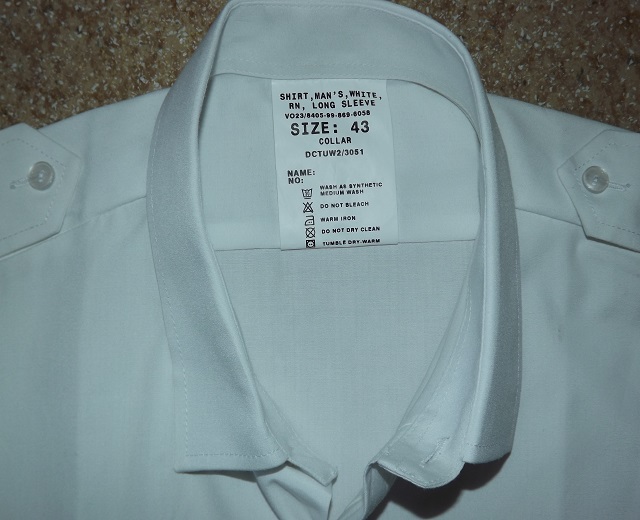 SHIRT,MAN'S,WHITE,
RN, LONG SLEEVE
VO23/8405-99-869-6058
SIZE: 43
COLLAR
DCTUW2/3051
NAME:
NO:
WASH AS SYNTHETIC
MEDIUM WASH
DO NOT BLEACH
WARM IRON
DO NOT DRY CLEAN
TUMBLE DRY-WARM